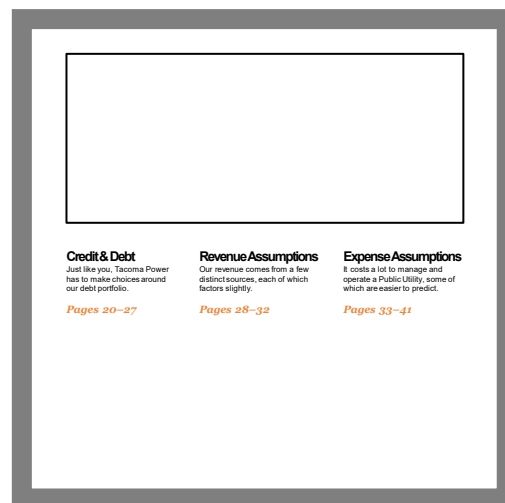 Credit & Debt
Just like you, Tacoma Power
has to make choices around
our debt portfolio.
Pages 20–27
Revenue Assumptions
Our revenue comes from a few
distinct sources, each of which
factors slightly.
Pages 28–32
Expense Assumptions
It costs a lot to manage and
operate a Public Utility, some of
which are easier to predict.
Pages 33–41